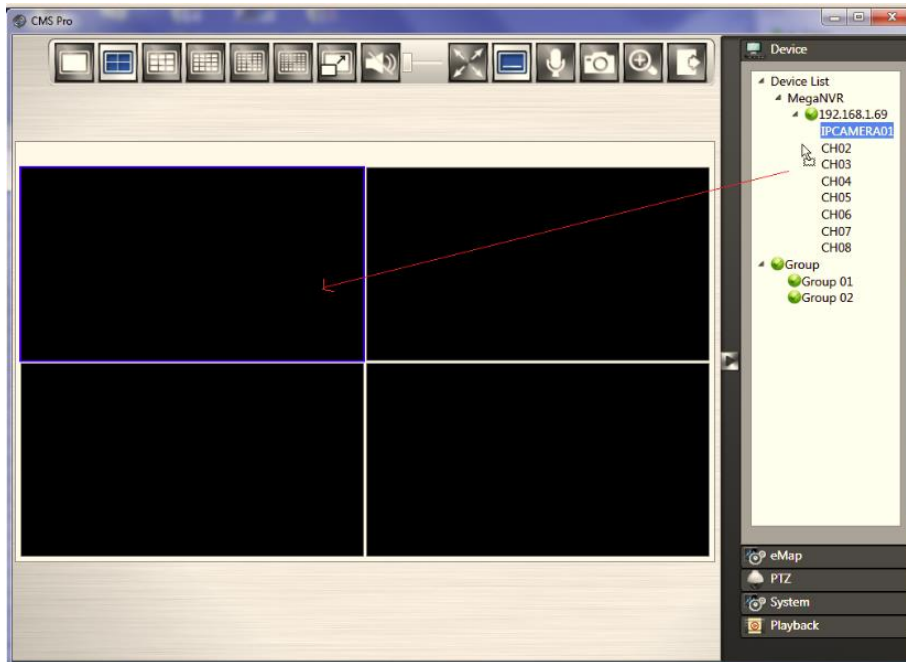 CMS Pro
Device
Device List
MegaNVR
192.168.1.69
IPCAMERA01
CH02
CH03
CH04
CH05
CH06
CH07
CH08
Group
Group 01
Group 02
eMap
PTZ
System
Playback